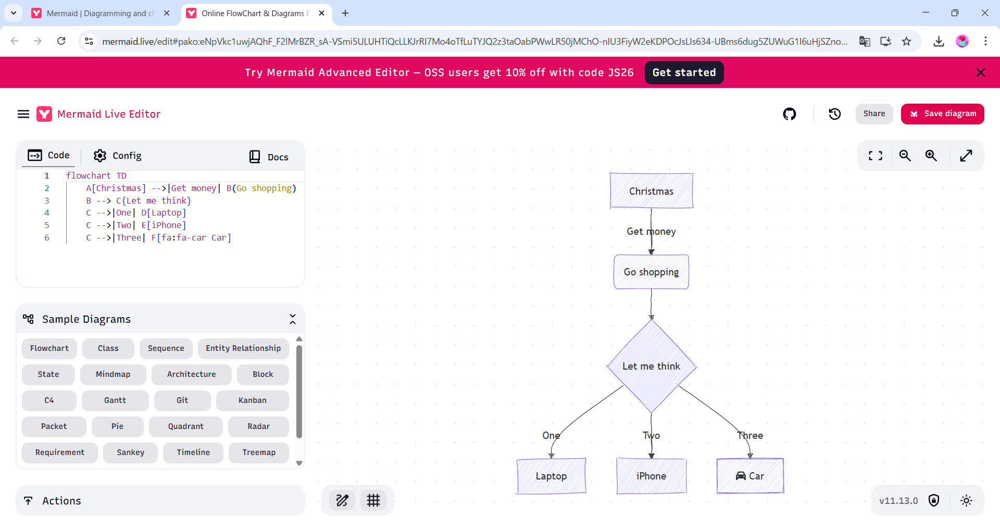 Mermaid | Diagramming and ch
Online FlowChart & Diagrams E
mermaid.live/edit#pako:eNpVkc1uwjAQhF_F2lMrBZR_sA-VSmi5ULUHTiQcLLKJrRI7Mo4oTfLuTYJQ2z3taOabPWwLR50jMChO-nIU3FiyW2eKDPOcJsLIs634-UBms6dug5ZUWuG1I6uHjSZno...
Try Mermaid Advanced Editor — OSS users get 10% off with code JS26
Get started
Mermaid Live Editor
Share
Save diagram
Code
Config
Docs
1 flowchart TD
2 A[Christmas] -->|Get money| B(Go shopping)
3 B --> C{Let me think}
4 C -->|One| D[Laptop]
5 C -->|Two| E[iPhone]
6 C -->|Three| F[fa:fa-car Car]
Sample Diagrams
Flowchart Class Sequence Entity Relationship
State Mindmap Architecture Block
C4 Gantt Git Kanban
Packet Pie Quadrant Radar
Requirement Sankey Timeline Treemap
Actions
Christmas
Get money
Go shopping
Let me think
One Two Three
Laptop iPhone Car
v11.13.0